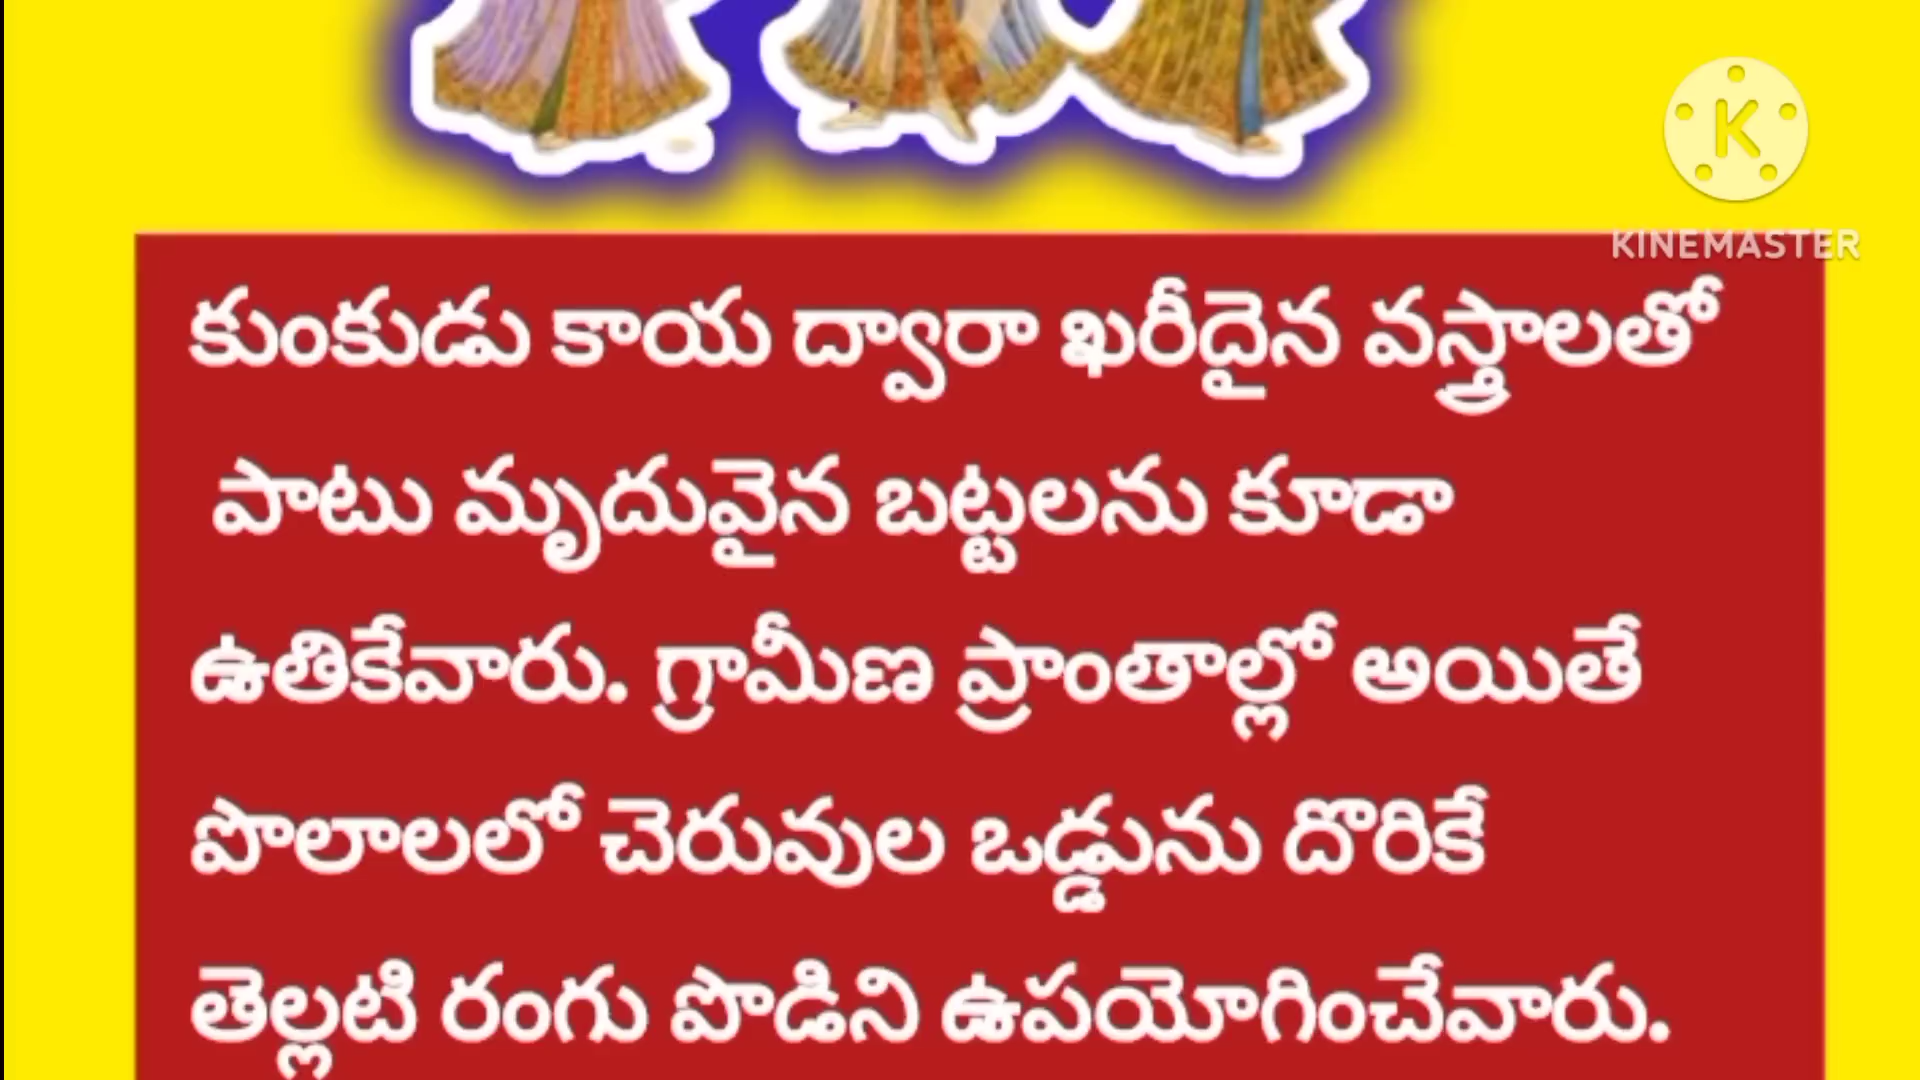 K
KINEMASTER
కుంకుడు కాయ ద్వారా ఖరీదైన వస్త్రాలతో
పాటు మృదువైన బట్టలను కూడా
ఉతికేవారు. గ్రామీణ ప్రాంతాల్లో అయితే
పొలాలలో చెరువుల ఒడ్డును దొరికే
తెల్లటి రంగు పొడిని ఉపయోగించేవారు.